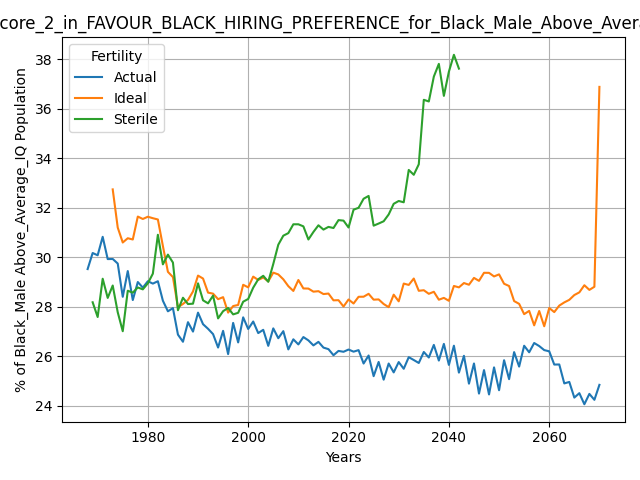 core_2_in_FAVOUR_BLACK_HIRING_PREFERENCE_for_Black_Male_Above_Avera
Fertility
Actual
Ideal
Sterile
% of Black_Male Above_Average_IQ Population
38
36
34
32
30
28
26
24
1980
2000
2020
2040
2060
Years